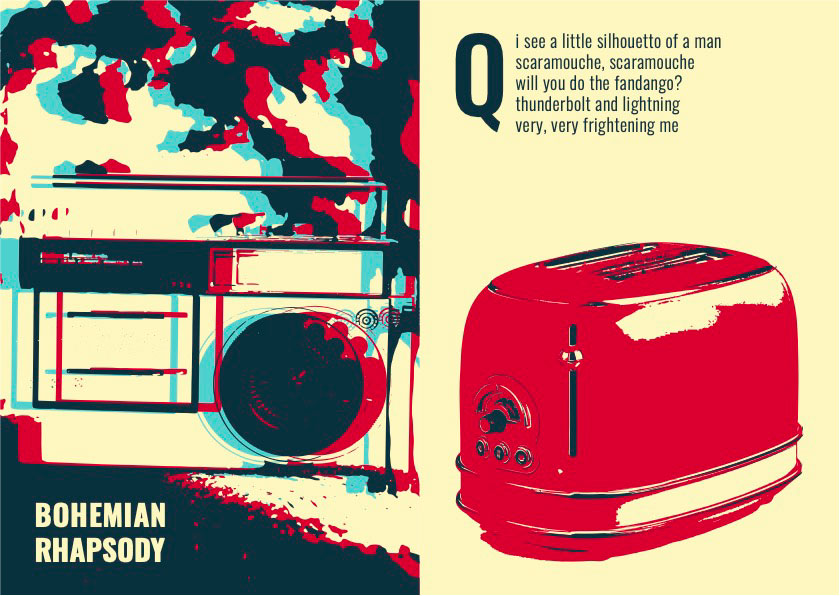 BOHEMIAN
RHAPSODY
Q
i see a little silhouetto of a man
scaramouche, scaramouche
will you do the fandango?
thunderbolt and lightning
very, very frightening me